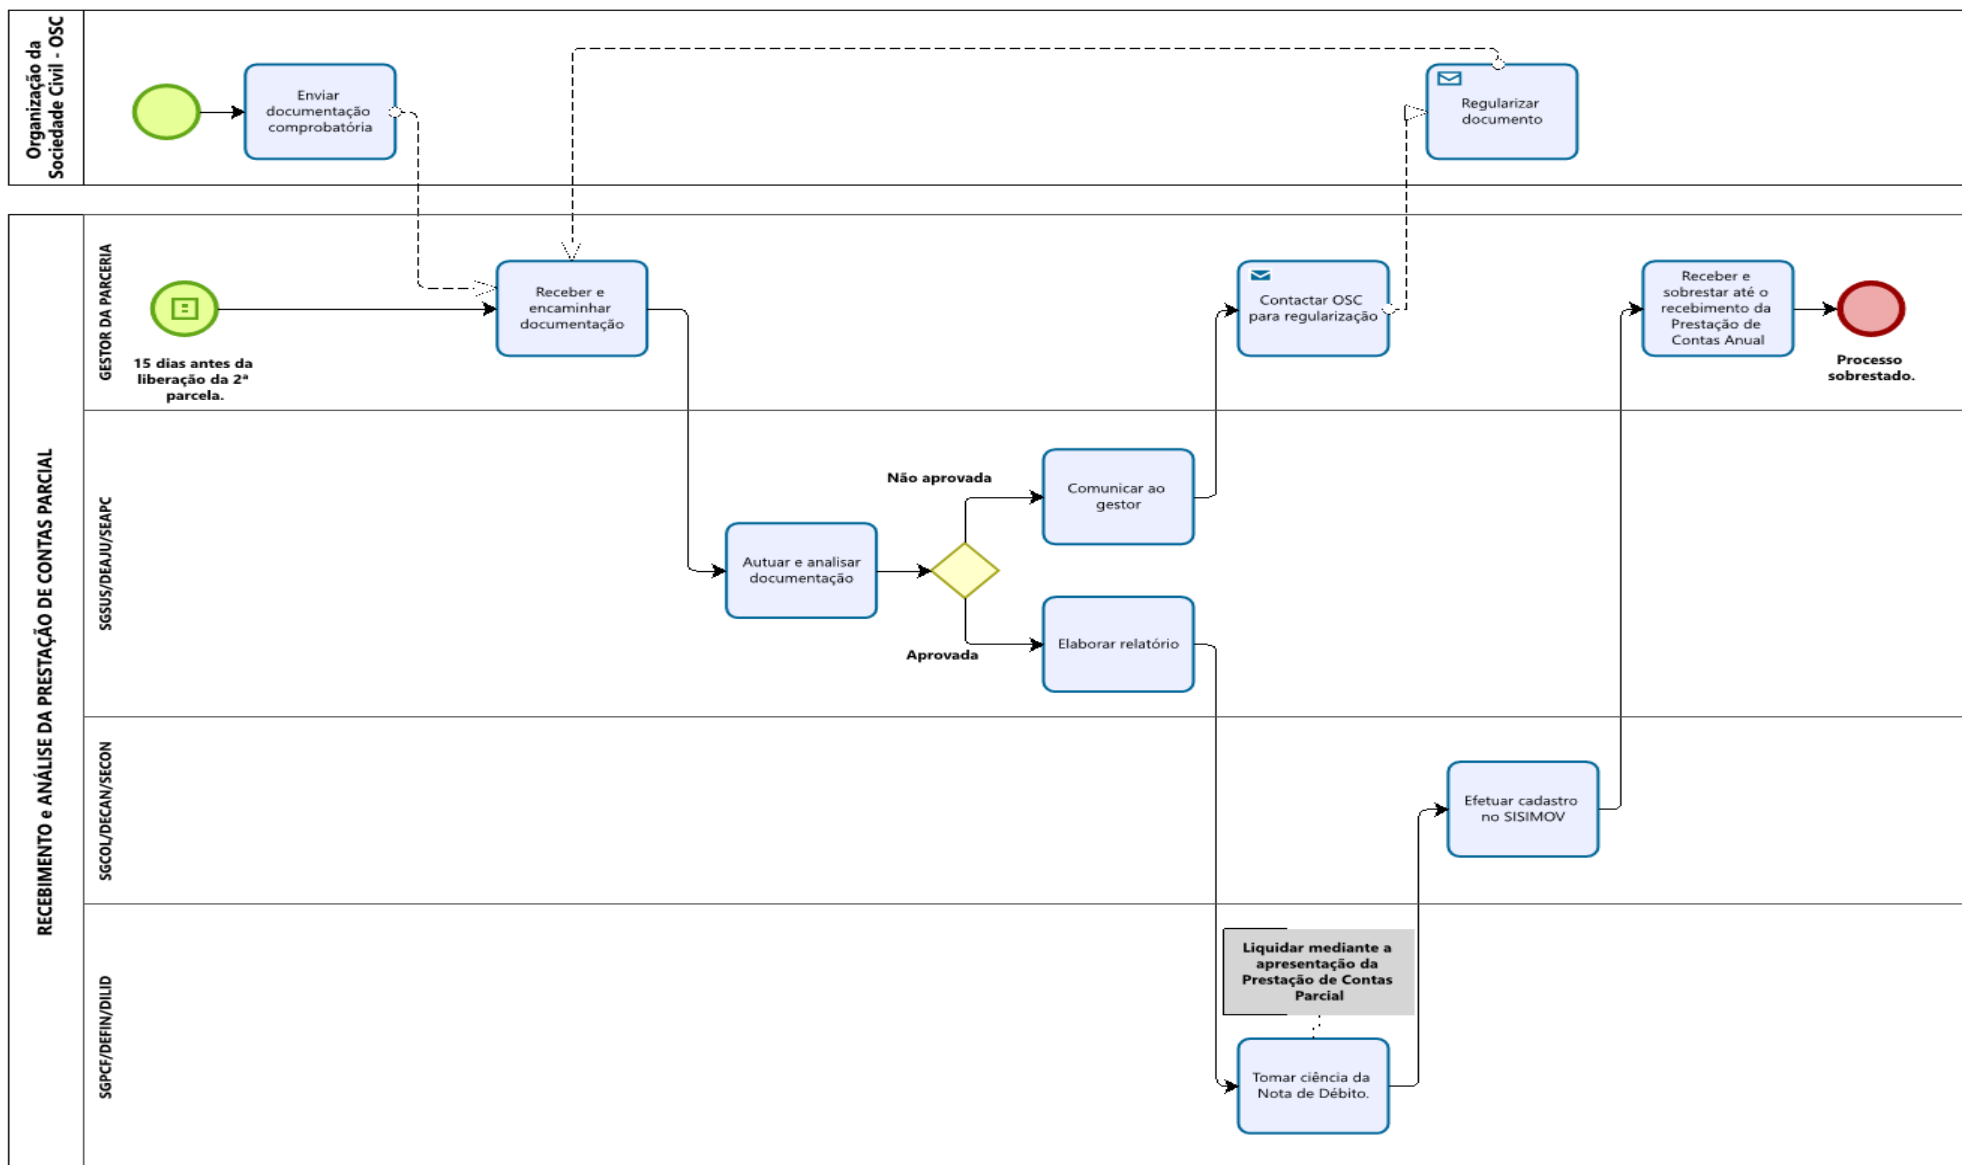 Organização da
Sociedade Civil - OSC
Enviar
documentação
comprobatória
Regularizar
documento
RECEBIMENTO e ANÁLISE DA PRESTAÇÃO DE CONTAS PARCIAL
GESTOR DA PARCERIA
15 dias antes da
liberação da 2ª
parcela.
Receber e
encaminhar
documentação
Contactar OSC
para regularização
Receber e
sobrestar até o
recebimento da
Prestação de
Contas Anual
Processo
sobrestado.
SGSUS/DEAJU/SEAPC
Autuar e analisar
documentação
Não aprovada
Aprovada
Comunicar ao
gestor
Elaborar relatório
SGCOL/DECAN/SECON
Efetuar cadastro
no SISIMOV
SGPCF/DEFIN/DILID
Liquidar mediante a
apresentação da
Prestação de Contas
Parcial
Tomar ciência da
Nota de Débito.